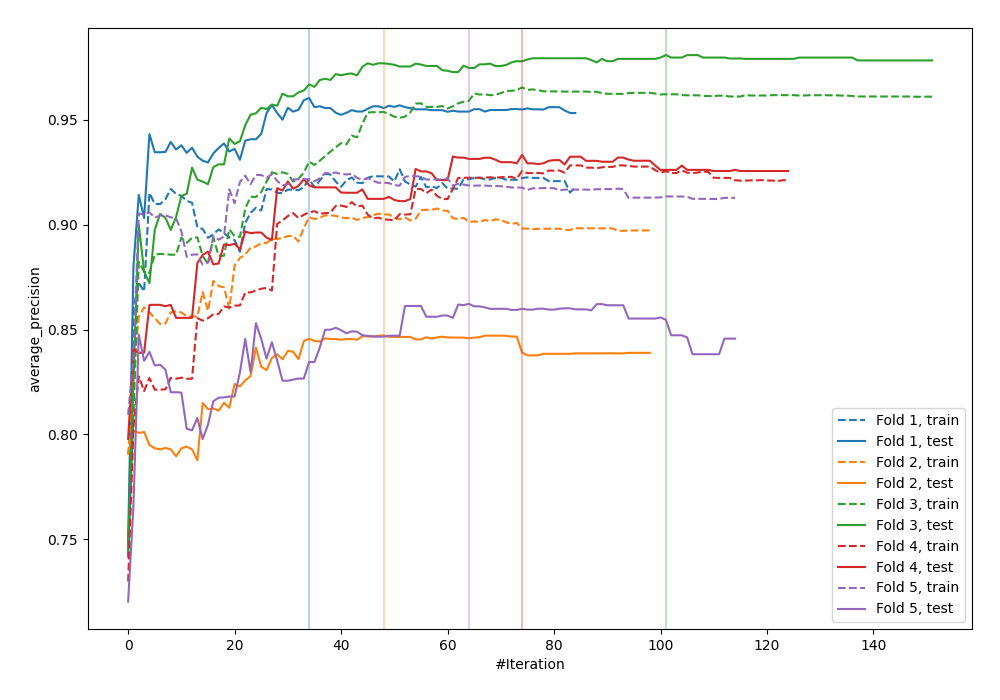 0.95
0.90
0.85
0.80
0.75
average_precision
0
20
40
60
80
100
120
140
#Iteration
Fold 1, train
Fold 1, test
Fold 2, train
Fold 2, test
Fold 3, train
Fold 3, test
Fold 4, train
Fold 4, test
Fold 5, train
Fold 5, test